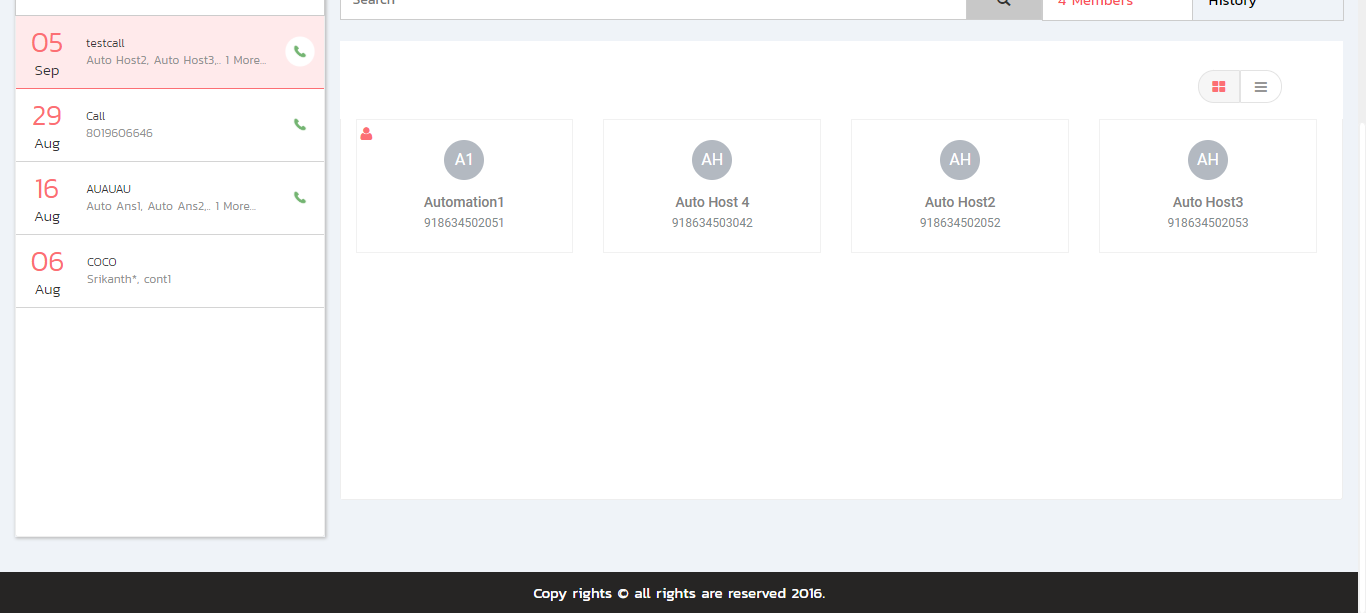 Search
4 Members
History
05
Sep
testcall
Auto Host2, Auto Host3,.. 1 More...
29
Aug
Call
8019606646
16
Aug
AUAUAU
Auto Ans1, Auto Ans2,.. 1 More...
06
Aug
COCO
Srikanth*, cont1
A1
Automation1
918634502051
AH
Auto Host 4
918634503042
AH
Auto Host2
918634502052
AH
Auto Host3
918634502053
Copy rights © all rights are reserved 2016.